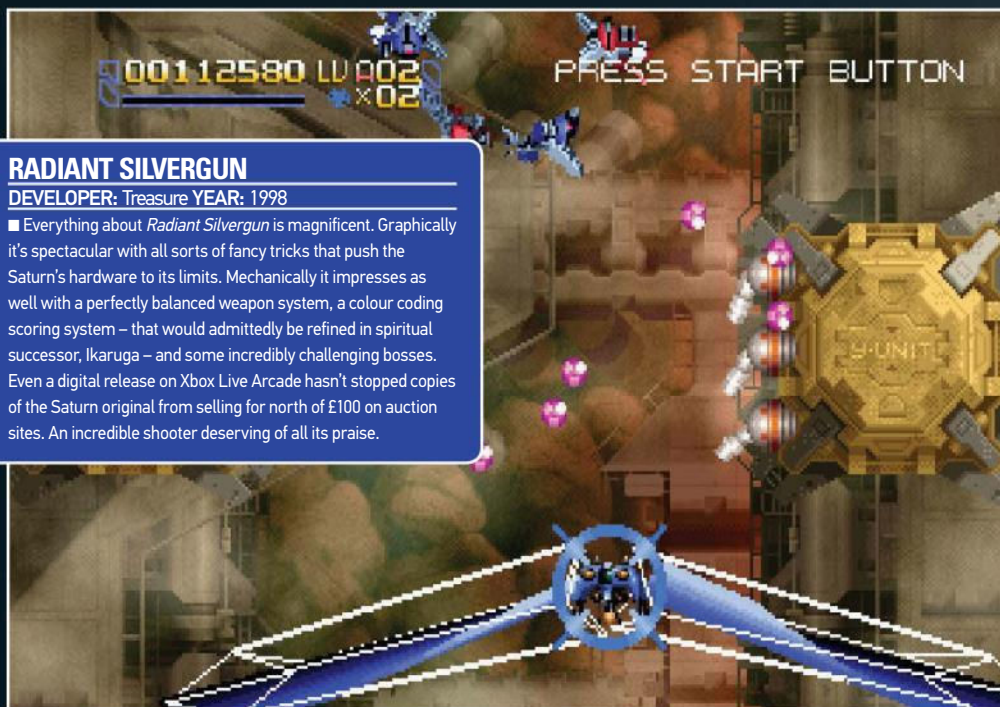 00112580 LV A02
×02
PRESS START BUTTON
RADIANT SILVERGUN
DEVELOPER: Treasure YEAR: 1998
■ Everything about Radiant Silvergun is magnificent. Graphically
it's spectacular with all sorts of fancy tricks that push the
Saturn's hardware to its limits. Mechanically it impresses as
well with a perfectly balanced weapon system, a colour coding
scoring system – that would admittedly be refined in spiritual
successor, Ikaruga – and some incredibly challenging bosses.
Even a digital release on Xbox Live Arcade hasn't stopped copies
of the Saturn original from selling for north of £100 on auction
sites. An incredible shooter deserving of all its praise.
Y·UNIT